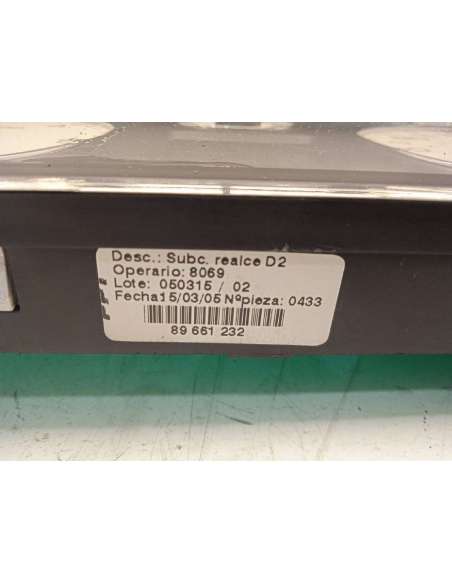 Desc.: Subc. realce D2
Operario: 8069
Lote: 050315 / 02
Fecha15/03/05 Nºpieza: 0433
89 661 232